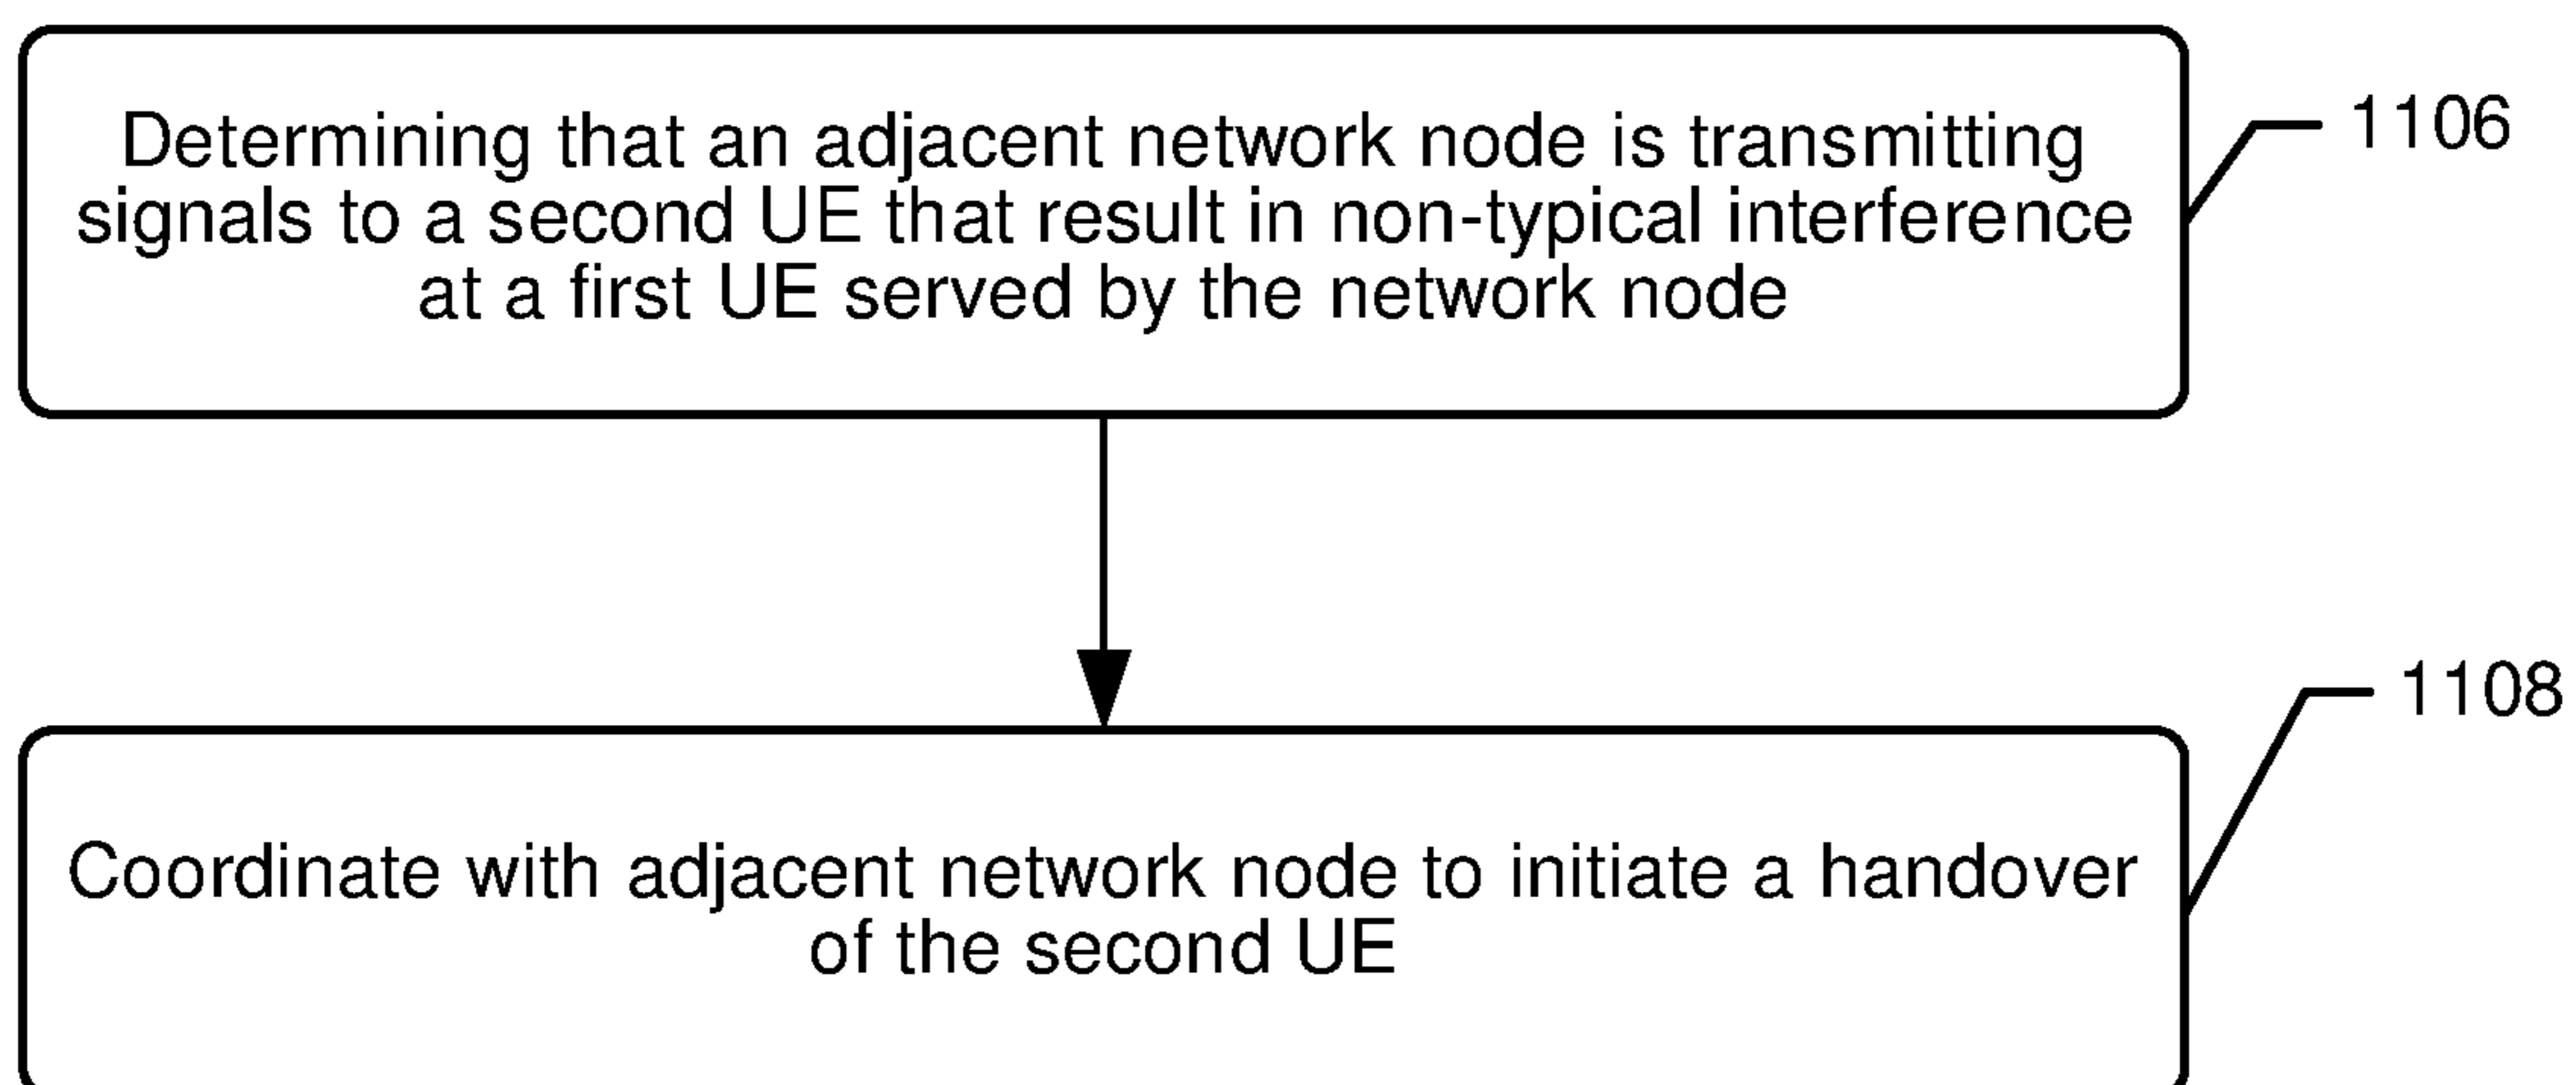 Determining that an adjacent network node is transmitting
signals to a second UE that result in non-typical interference
at a first UE served by the network node
1106
Coordinate with adjacent network node to initiate a handover
of the second UE
1108